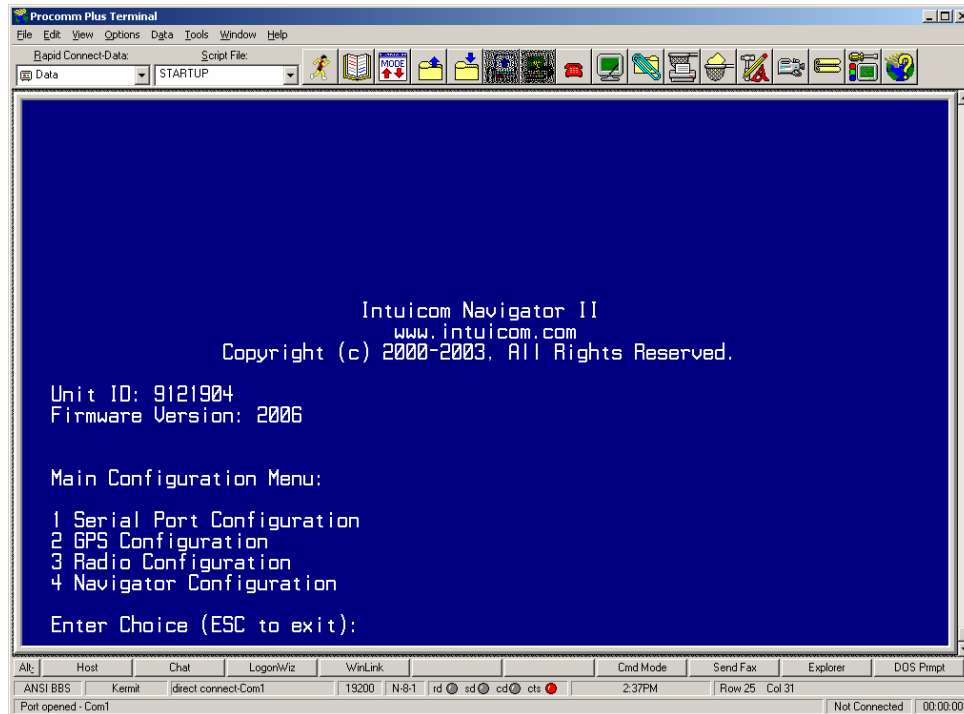 Procomm Plus Terminal
File Edit View Options Data Tools Window Help
Rapid Connect-Data: Script File:
Data STARTUP MODE
Intuicom Navigator II
www.intuicom.com
Copyright (c) 2000-2003, All Rights Reserved.
Unit ID: 9121904
Firmware Version: 2006
Main Configuration Menu:
1 Serial Port Configuration
2 GPS Configuration
3 Radio Configuration
4 Navigator Configuration
Enter Choice (ESC to exit):
Alt- Host Chat LogonWiz WinLink Cmd Mode Send Fax Explorer DOS Prmpt
ANSI BBS Kermit direct connect-Com1 19200 N-8-1 rd sd cd cts 2:37PM Row 25 Col 31
Port opened - Com1 Not Connected 00:00:00